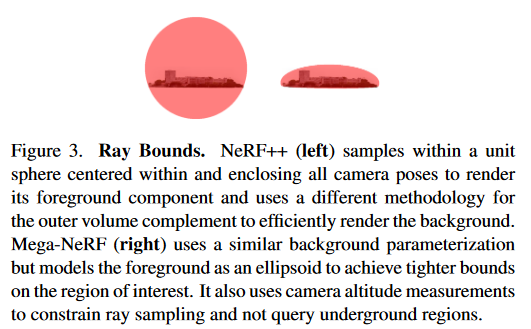 Figure 3. Ray Bounds. NeRF++ (left) samples within a unit
sphere centered within and enclosing all camera poses to render
its foreground component and uses a different methodology for
the outer volume complement to efficiently render the background.
Mega-NeRF (right) uses a similar background parameterization
but models the foreground as an ellipsoid to achieve tighter bounds
on the region of interest. It also uses camera altitude measurements
to constrain ray sampling and not query underground regions.